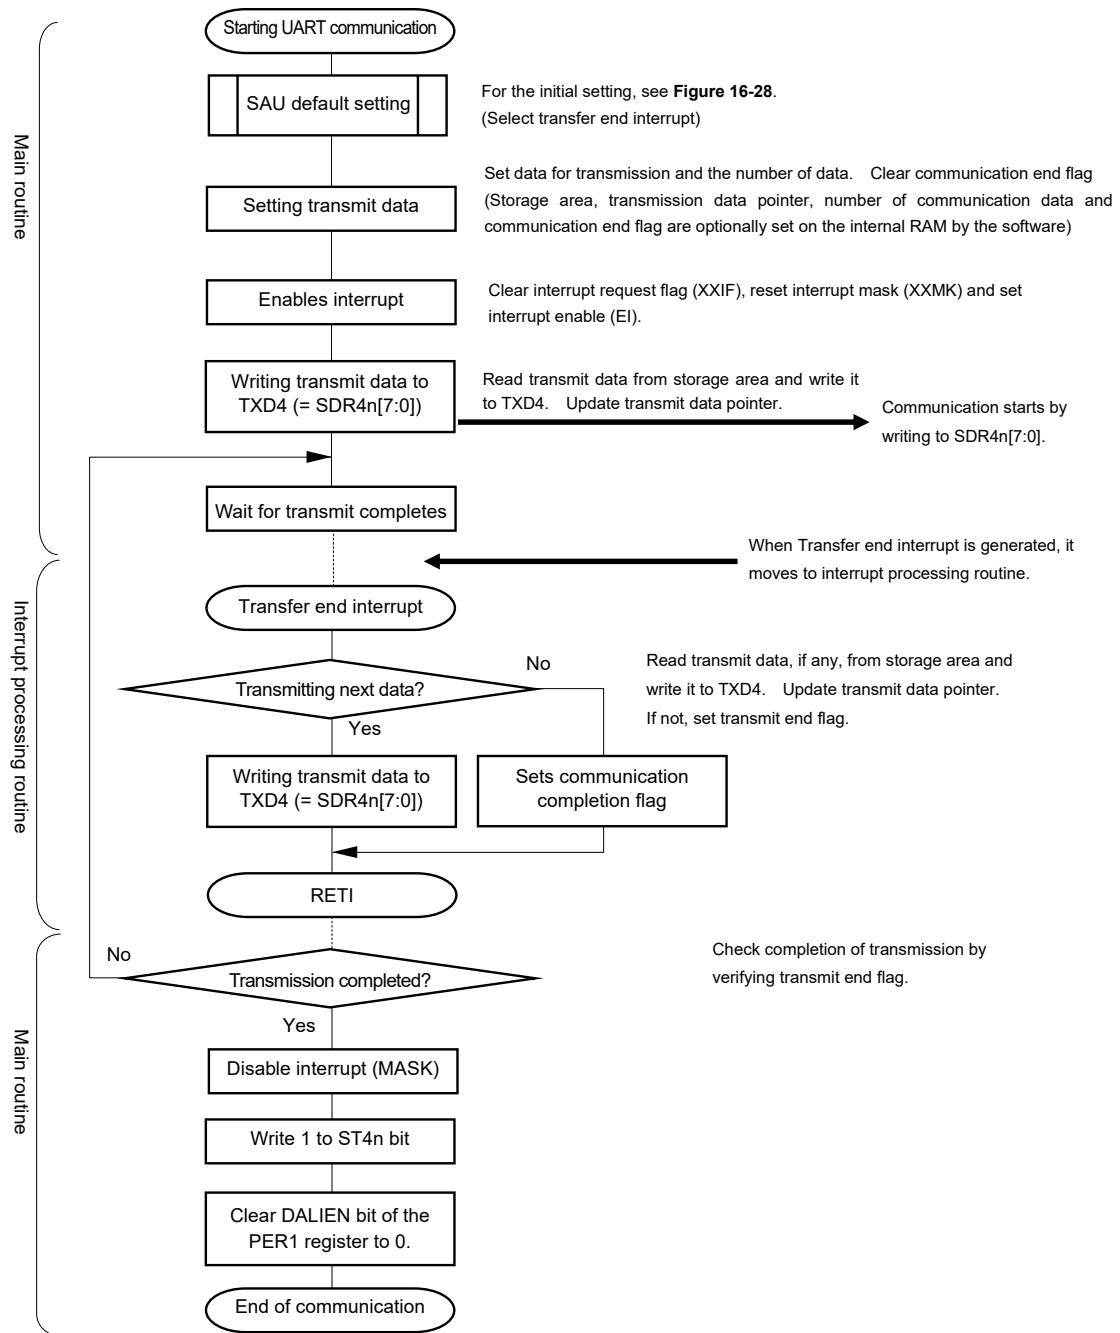 Starting UART communication
SAU default setting
For the initial setting, see Figure 16-28.
(Select transfer end interrupt)
Main routine
Setting transmit data
Set data for transmission and the number of data. Clear communication end flag
(Storage area, transmission data pointer, number of communication data and
communication end flag are optionally set on the internal RAM by the software)
Enables interrupt
Clear interrupt request flag (XXIF), reset interrupt mask (XXMK) and set
interrupt enable (EI).
Writing transmit data to
TXD4 (= SDR4n[7:0])
Read transmit data from storage area and write it
to TXD4. Update transmit data pointer.
Communication starts by
writing to SDR4n[7:0].
Wait for transmit completes
When Transfer end interrupt is generated, it
moves to interrupt processing routine.
Interrupt processing routine
Transfer end interrupt
Transmitting next data?
No
Yes
Read transmit data, if any, from storage area and
write it to TXD4. Update transmit data pointer.
If not, set transmit end flag.
Writing transmit data to
TXD4 (= SDR4n[7:0])
Sets communication
completion flag
RETI
Main routine
No
Transmission completed?
Check completion of transmission by
verifying transmit end flag.
Yes
Disable interrupt (MASK)
Write 1 to ST4n bit
Clear DALIEN bit of the
PER1 register to 0.
End of communication